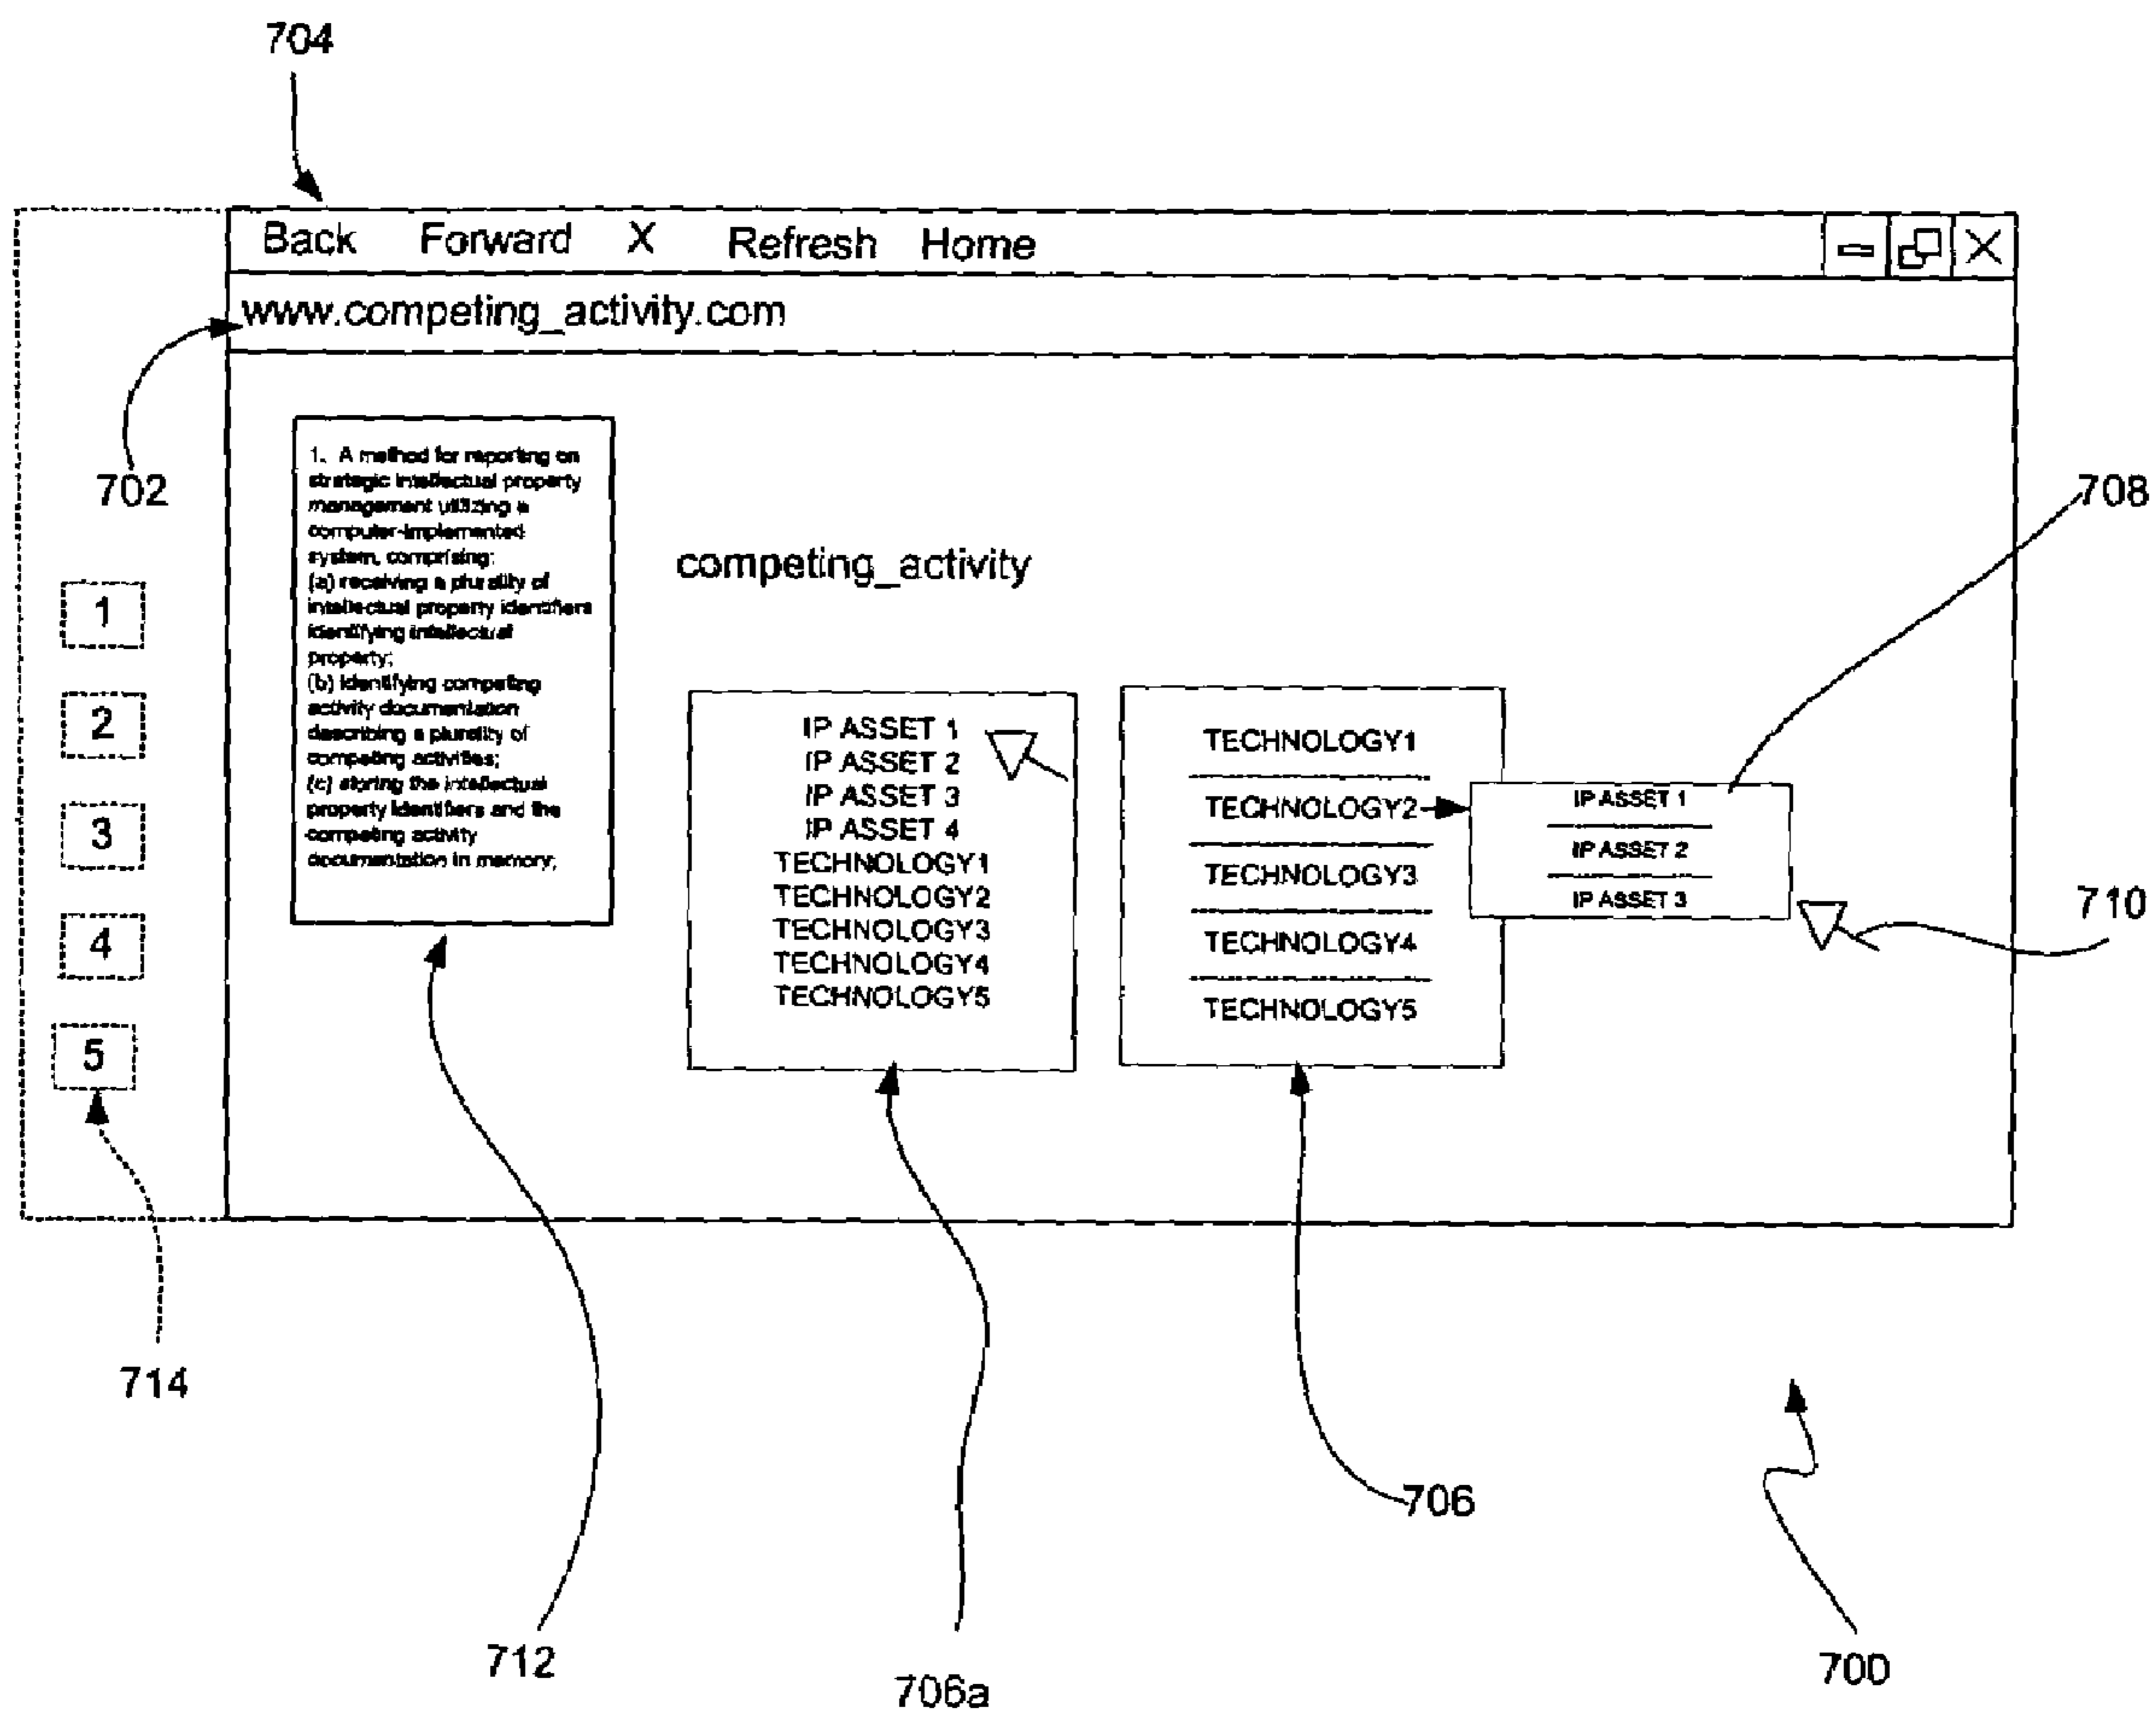 704
Back Forward X Refresh Home
www.competing_activity.com
702
1. A method for reporting on
strategic intellectual property
management utilizing a
computer-implemented
system, comprising:
(a) receiving a plurality of
intellectual property identifiers
identifying intellectual
property;
(b) identifying competing
activity documentation
describing a plurality of
competing activities;
(c) storing the intellectual
property identifiers and the
competing activity
documentation in memory;
708
competing_activity
1
2
3
4
5
IP ASSET 1
IP ASSET 2
IP ASSET 3
IP ASSET 4
TECHNOLOGY1
TECHNOLOGY2
TECHNOLOGY3
TECHNOLOGY4
TECHNOLOGY5
TECHNOLOGY1
TECHNOLOGY2
TECHNOLOGY3
TECHNOLOGY4
TECHNOLOGY5
IP ASSET 1
IP ASSET 2
IP ASSET 3
710
714
706
712
706a
700